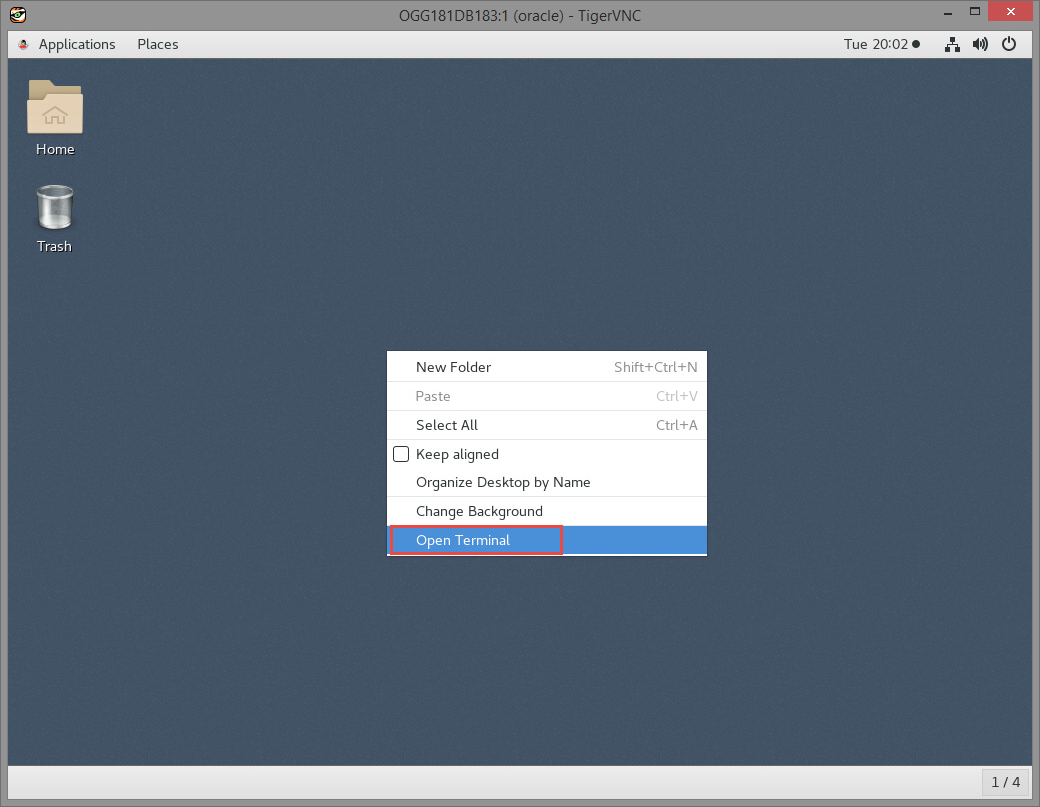 OGG181DB183:1 (oracle) - TigerVNC
Applications Places Tue 20:02
Home
Trash
New Folder Shift+Ctrl+N
Paste Ctrl+V
Select All Ctrl+A
Keep aligned
Organize Desktop by Name
Change Background
Open Terminal
1 / 4